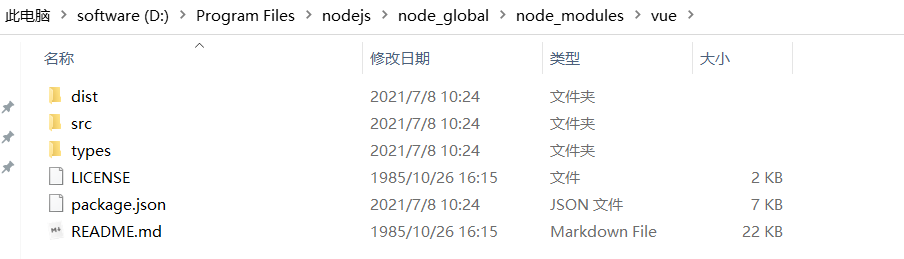 此电脑 > software (D:) > Program Files > nodejs > node_global > node_modules > vue >
名称 修改日期 类型 大小
dist 2021/7/8 10:24 文件夹
src 2021/7/8 10:24 文件夹
types 2021/7/8 10:24 文件夹
LICENSE 1985/10/26 16:15 文件 2 KB
package.json 2021/7/8 10:24 JSON 文件 7 KB
README.md 1985/10/26 16:15 Markdown File 22 KB